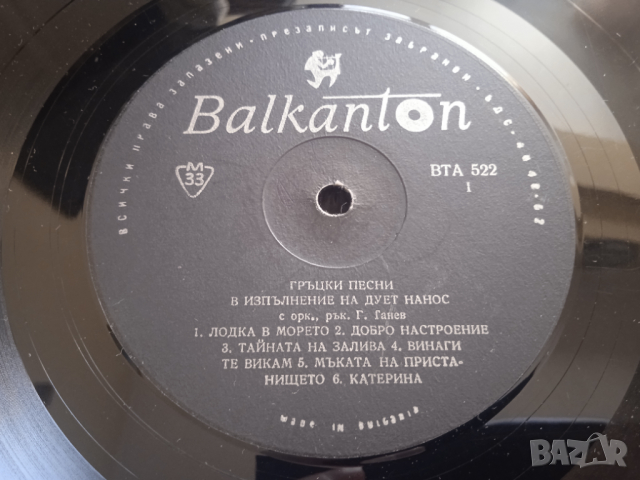 ВСИЧКИ ПРАВА ЗАПАЗЕНИ · ПРЕЗАПИСЪТ ЗАБРАНЕН · БДС
Balkanton
M
33
ВТА 522
I
ГРЪЦКИ ПЕСНИ
В ИЗПЪЛНЕНИЕ НА ДУЕТ НАНОС
с орк., рък. Г. Ганев
1. ЛОДКА В МОРЕТО 2. ДОБРО НАСТРОЕНИЕ
3. ТАЙНАТА НА ЗАЛИВА 4. ВИНАГИ
ТЕ ВИКАМ 5. МЪКАТА НА ПРИСТА-
НИЩЕТО 6. КАТЕРИНА
MADE IN BULGARIA
BAZAR